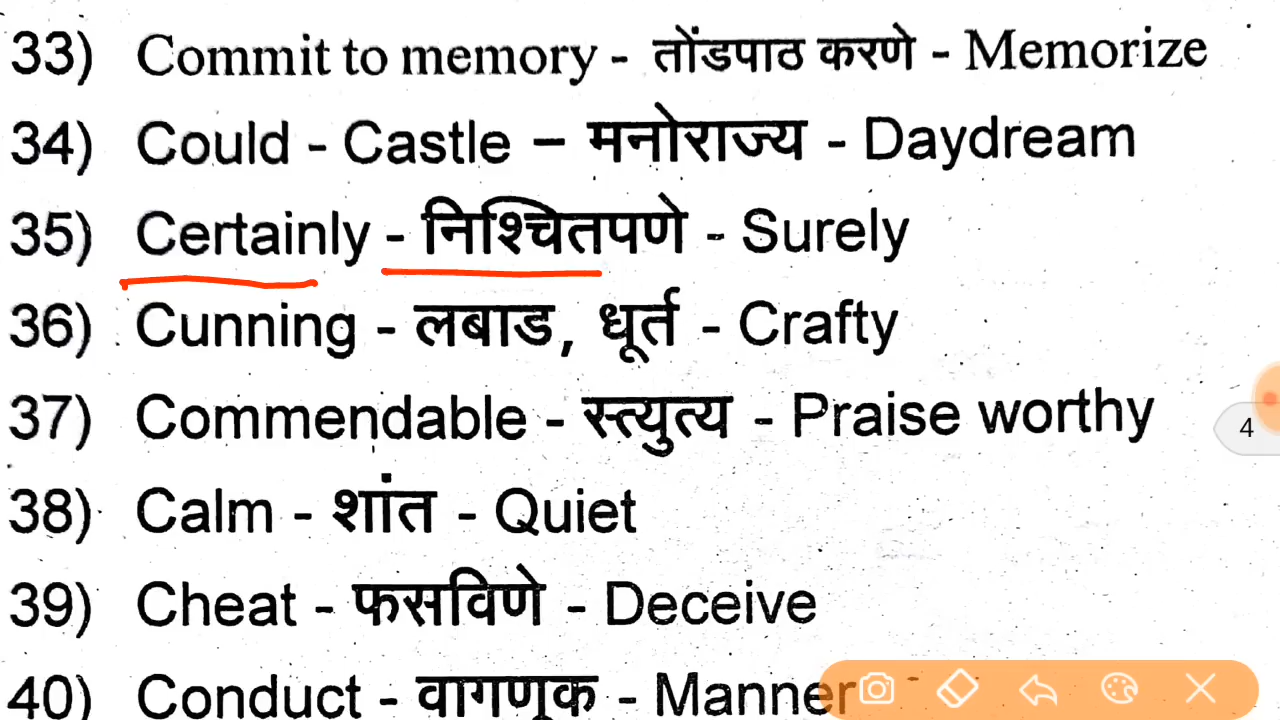 33) Commit to memory - तोंडपाठ करणे - Memorize
34) Could - Castle – मनोराज्य - Daydream
35) Certainly - निश्चितपणे - Surely
36) Cunning - लबाड, धूर्त - Crafty
37) Commendable - स्त्युत्य - Praise worthy
4
38) Calm - शांत - Quiet
39) Cheat - फसविणे - Deceive
40) Conduct - वागणूक - Manner